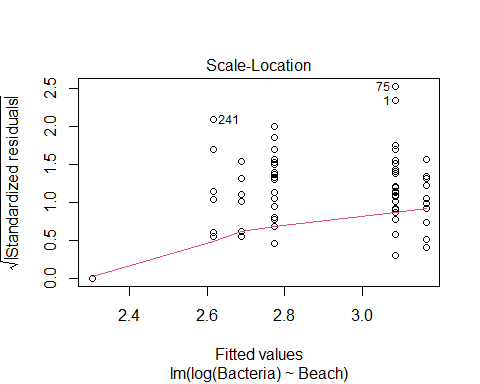 Scale-Location
√|Standardized residuals|
2.5
2.0
1.5
1.0
0.5
0.0
75
1
241
2.4 2.6 2.8 3.0
Fitted values
lm(log(Bacteria) ~ Beach)